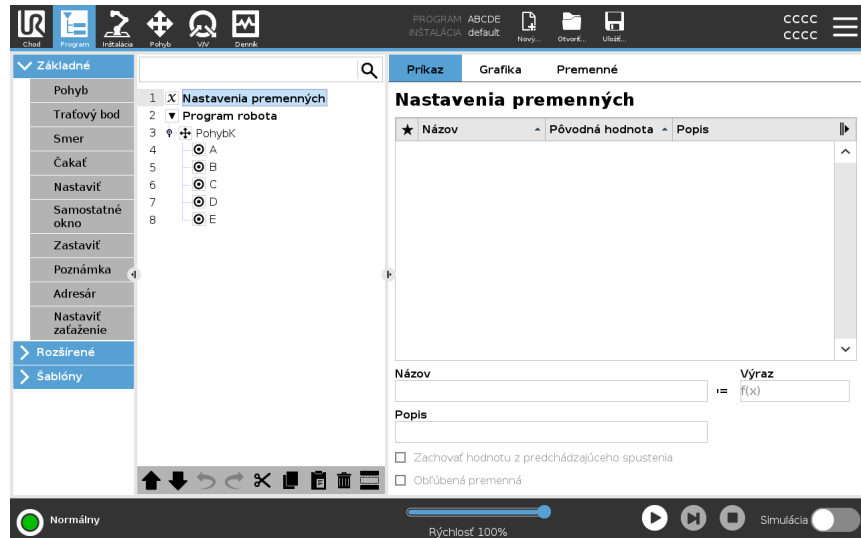 UR
Chod
Program
Inštalácia
Pohyb
V/V
Denník
PROGRAM ABCDE
INŠTALÁCIA default
Nový...
Otvoriť...
Uložiť...
CCCC
CCCC
Základné
Pohyb
Traťový bod
Smer
Čakať
Nastaviť
Samostatné
okno
Zastaviť
Poznámka
Adresár
Nastaviť
zaťaženie
Rozšírené
Šablóny
1 X Nastavenia premenných
2 Program robota
3 PohybK
4 A
5 B
6 C
7 D
8 E
Príkaz Grafika Premenné
Nastavenia premenných
Názov Pôvodná hodnota Popis
Názov Výraz
:= f(x)
Popis
Zachovať hodnotu z predchádzajúceho spustenia
Obľúbená premenná
Normálny
Rýchlosť 100%
Simulácia